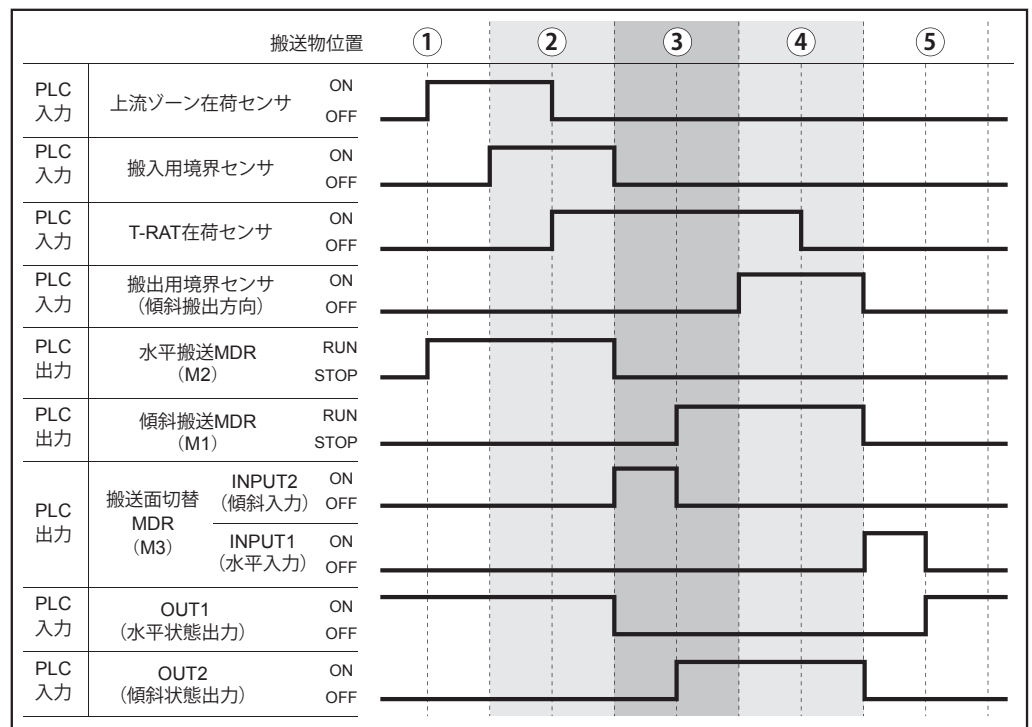 搬送物位置 ① ② ③ ④ ⑤
PLC
入力
上流ゾーン在荷センサ
ON
OFF
PLC
入力
搬入用境界センサ
ON
OFF
PLC
入力
T-RAT在荷センサ
ON
OFF
PLC
入力
搬出用境界センサ
（傾斜搬出方向）
ON
OFF
PLC
出力
水平搬送MDR
（M2）
RUN
STOP
PLC
出力
傾斜搬送MDR
（M1）
RUN
STOP
PLC
出力
搬送面切替
MDR
（M3）
INPUT2
（傾斜入力）
ON
OFF
INPUT1
（水平入力）
ON
OFF
PLC
入力
OUT1
（水平状態出力）
ON
OFF
PLC
入力
OUT2
（傾斜状態出力）
ON
OFF